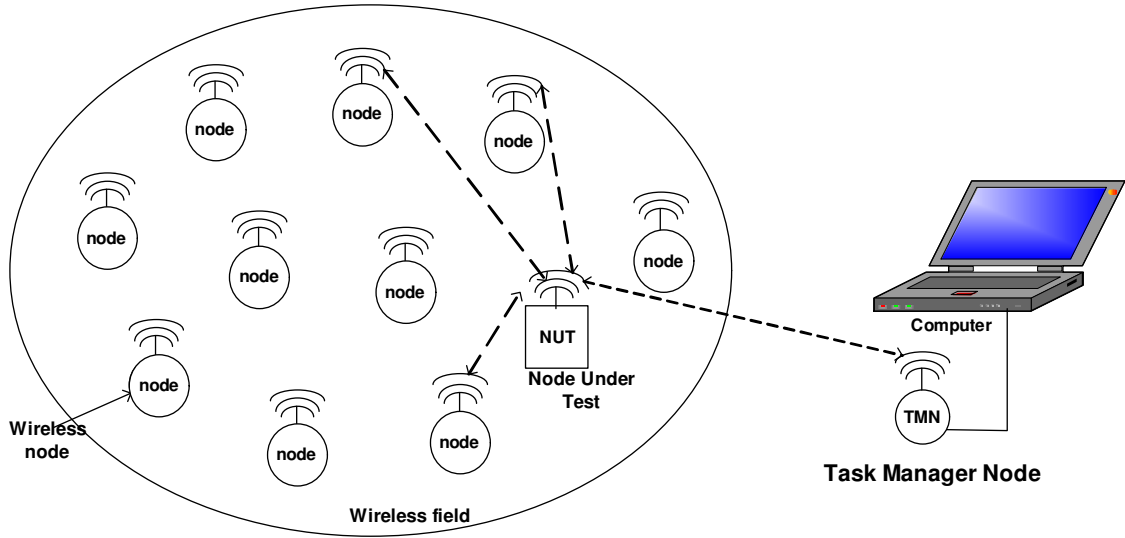 node
node
node
node
node
node
node
NUT
Computer
Node Under
Test
node
Wireless
node
node
node
TMN
Task Manager Node
Wireless field